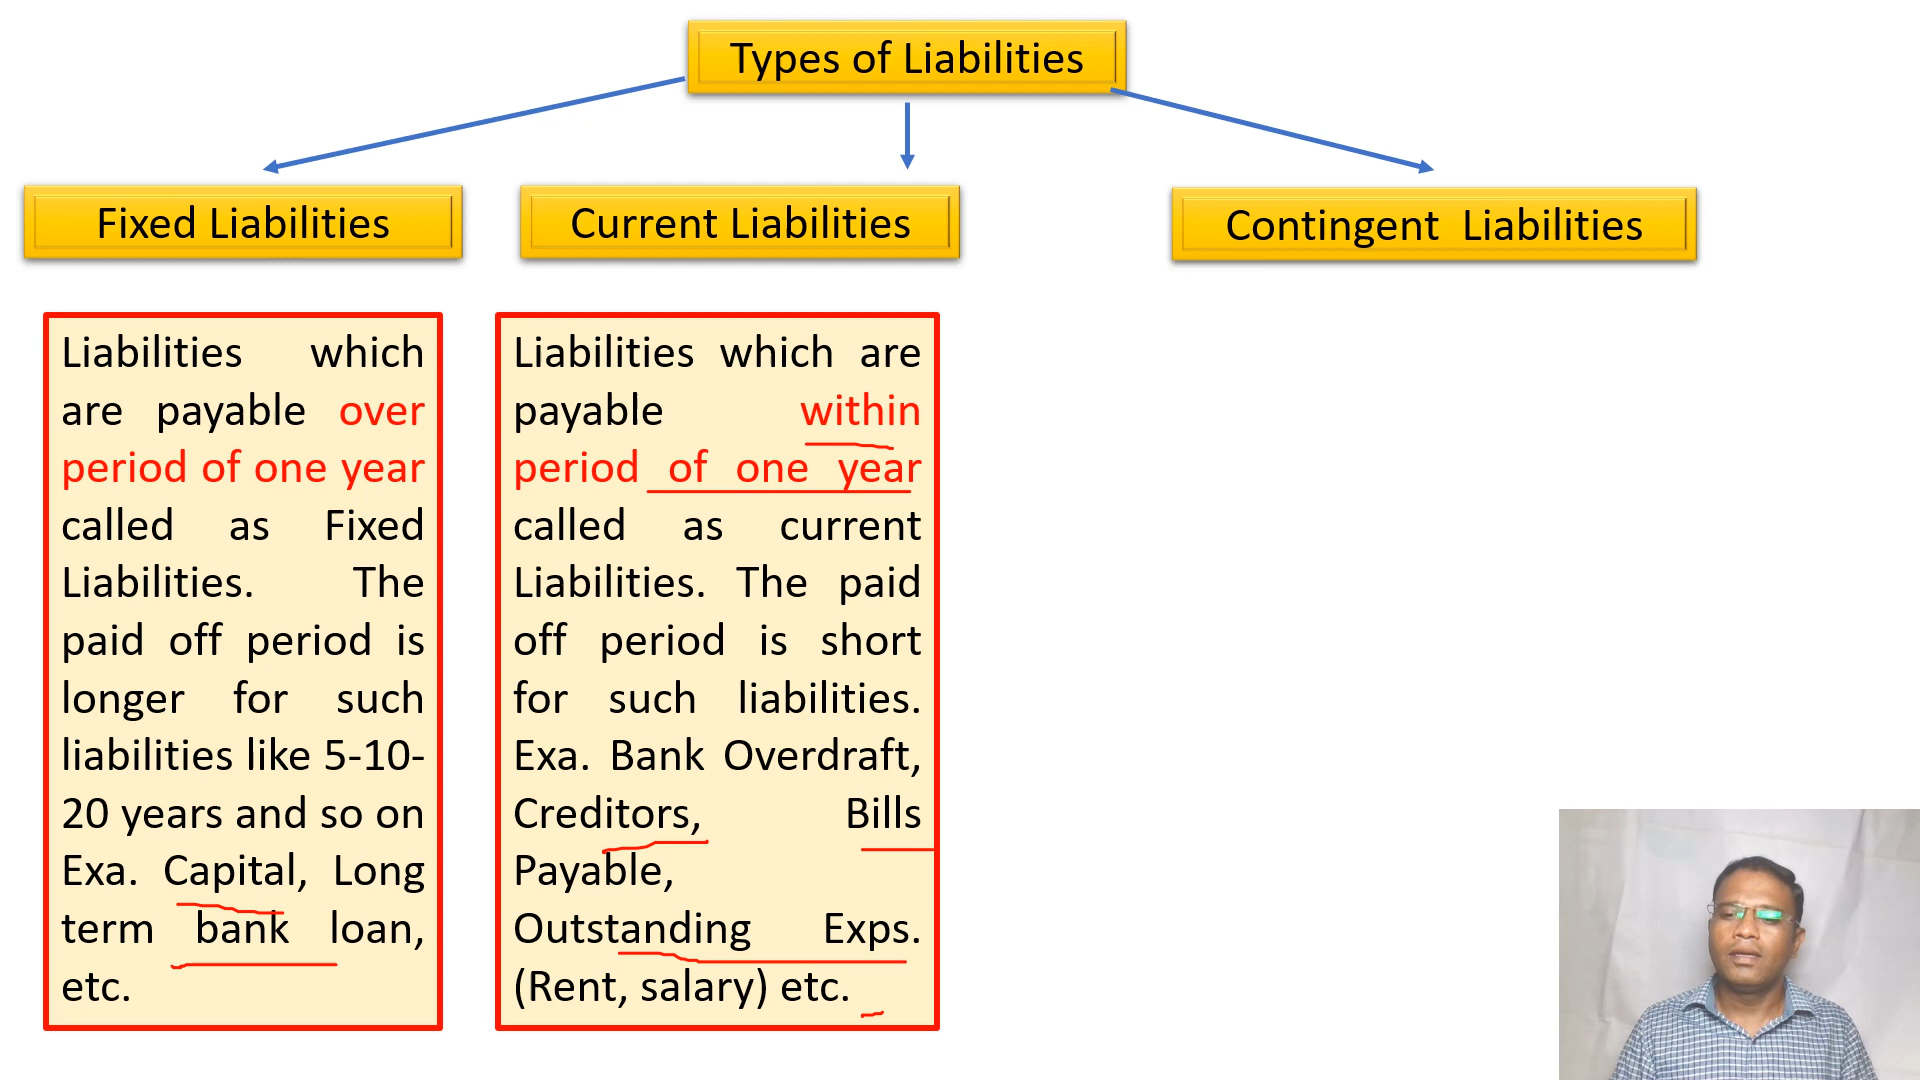 Types of Liabilities
Fixed Liabilities
Current Liabilities
Contingent Liabilities
Liabilities which
are payable over
period of one year
called as Fixed
Liabilities. The
paid off period is
longer for such
liabilities like 5-10-
20 years and so on
Exa. Capital, Long
term bank loan,
etc.
Liabilities which are
payable within
period of one year
called as current
Liabilities. The paid
off period is short
for such liabilities.
Exa. Bank Overdraft,
Creditors, Bills
Payable,
Outstanding Exps.
(Rent, salary) etc.